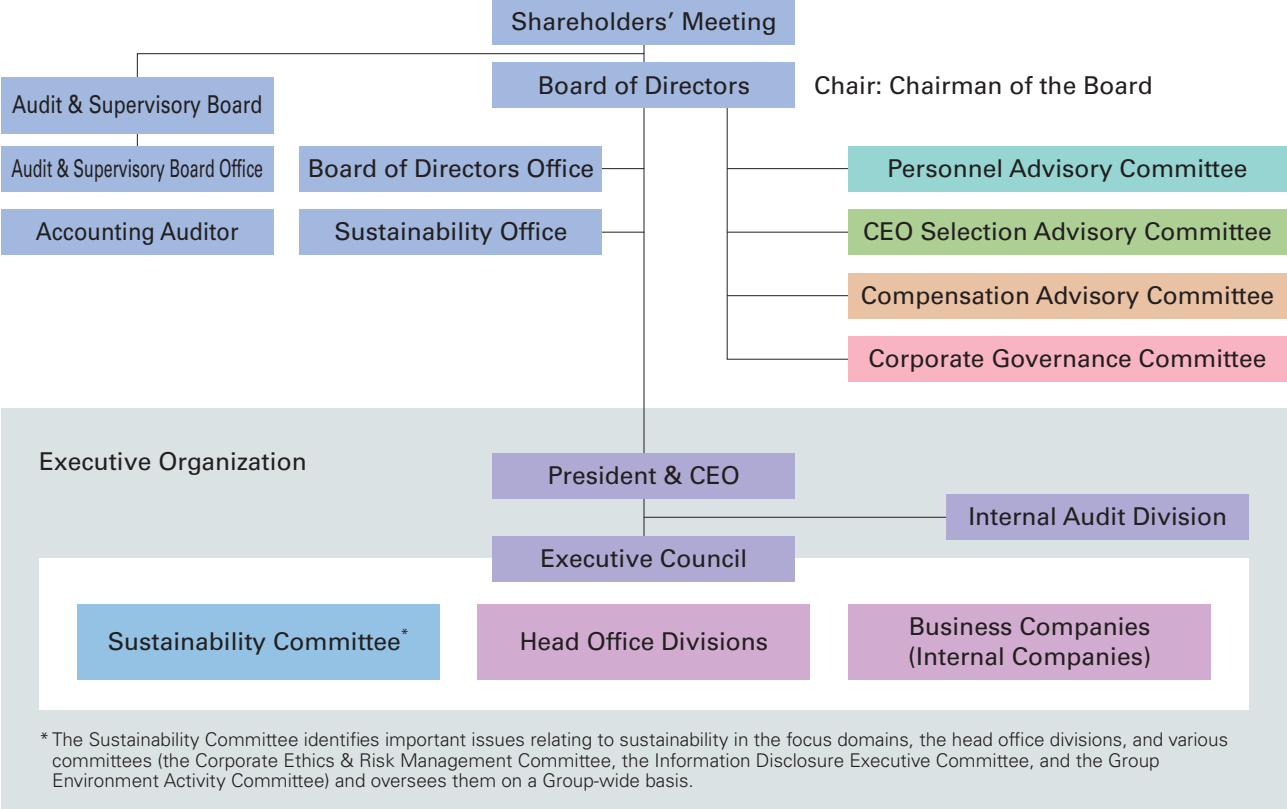 Shareholders’ Meeting
Board of Directors
Chair: Chairman of the Board
Audit & Supervisory Board
Audit & Supervisory Board Office
Board of Directors Office
Personnel Advisory Committee
Accounting Auditor
Sustainability Office
CEO Selection Advisory Committee
Compensation Advisory Committee
Corporate Governance Committee
Executive Organization
President & CEO
Internal Audit Division
Executive Council
Sustainability Committee*
Head Office Divisions
Business Companies
(Internal Companies)
* The Sustainability Committee identifies important issues relating to sustainability in the focus domains, the head office divisions, and various
committees (the Corporate Ethics & Risk Management Committee, the Information Disclosure Executive Committee, and the Group
Environment Activity Committee) and oversees them on a Group-wide basis.